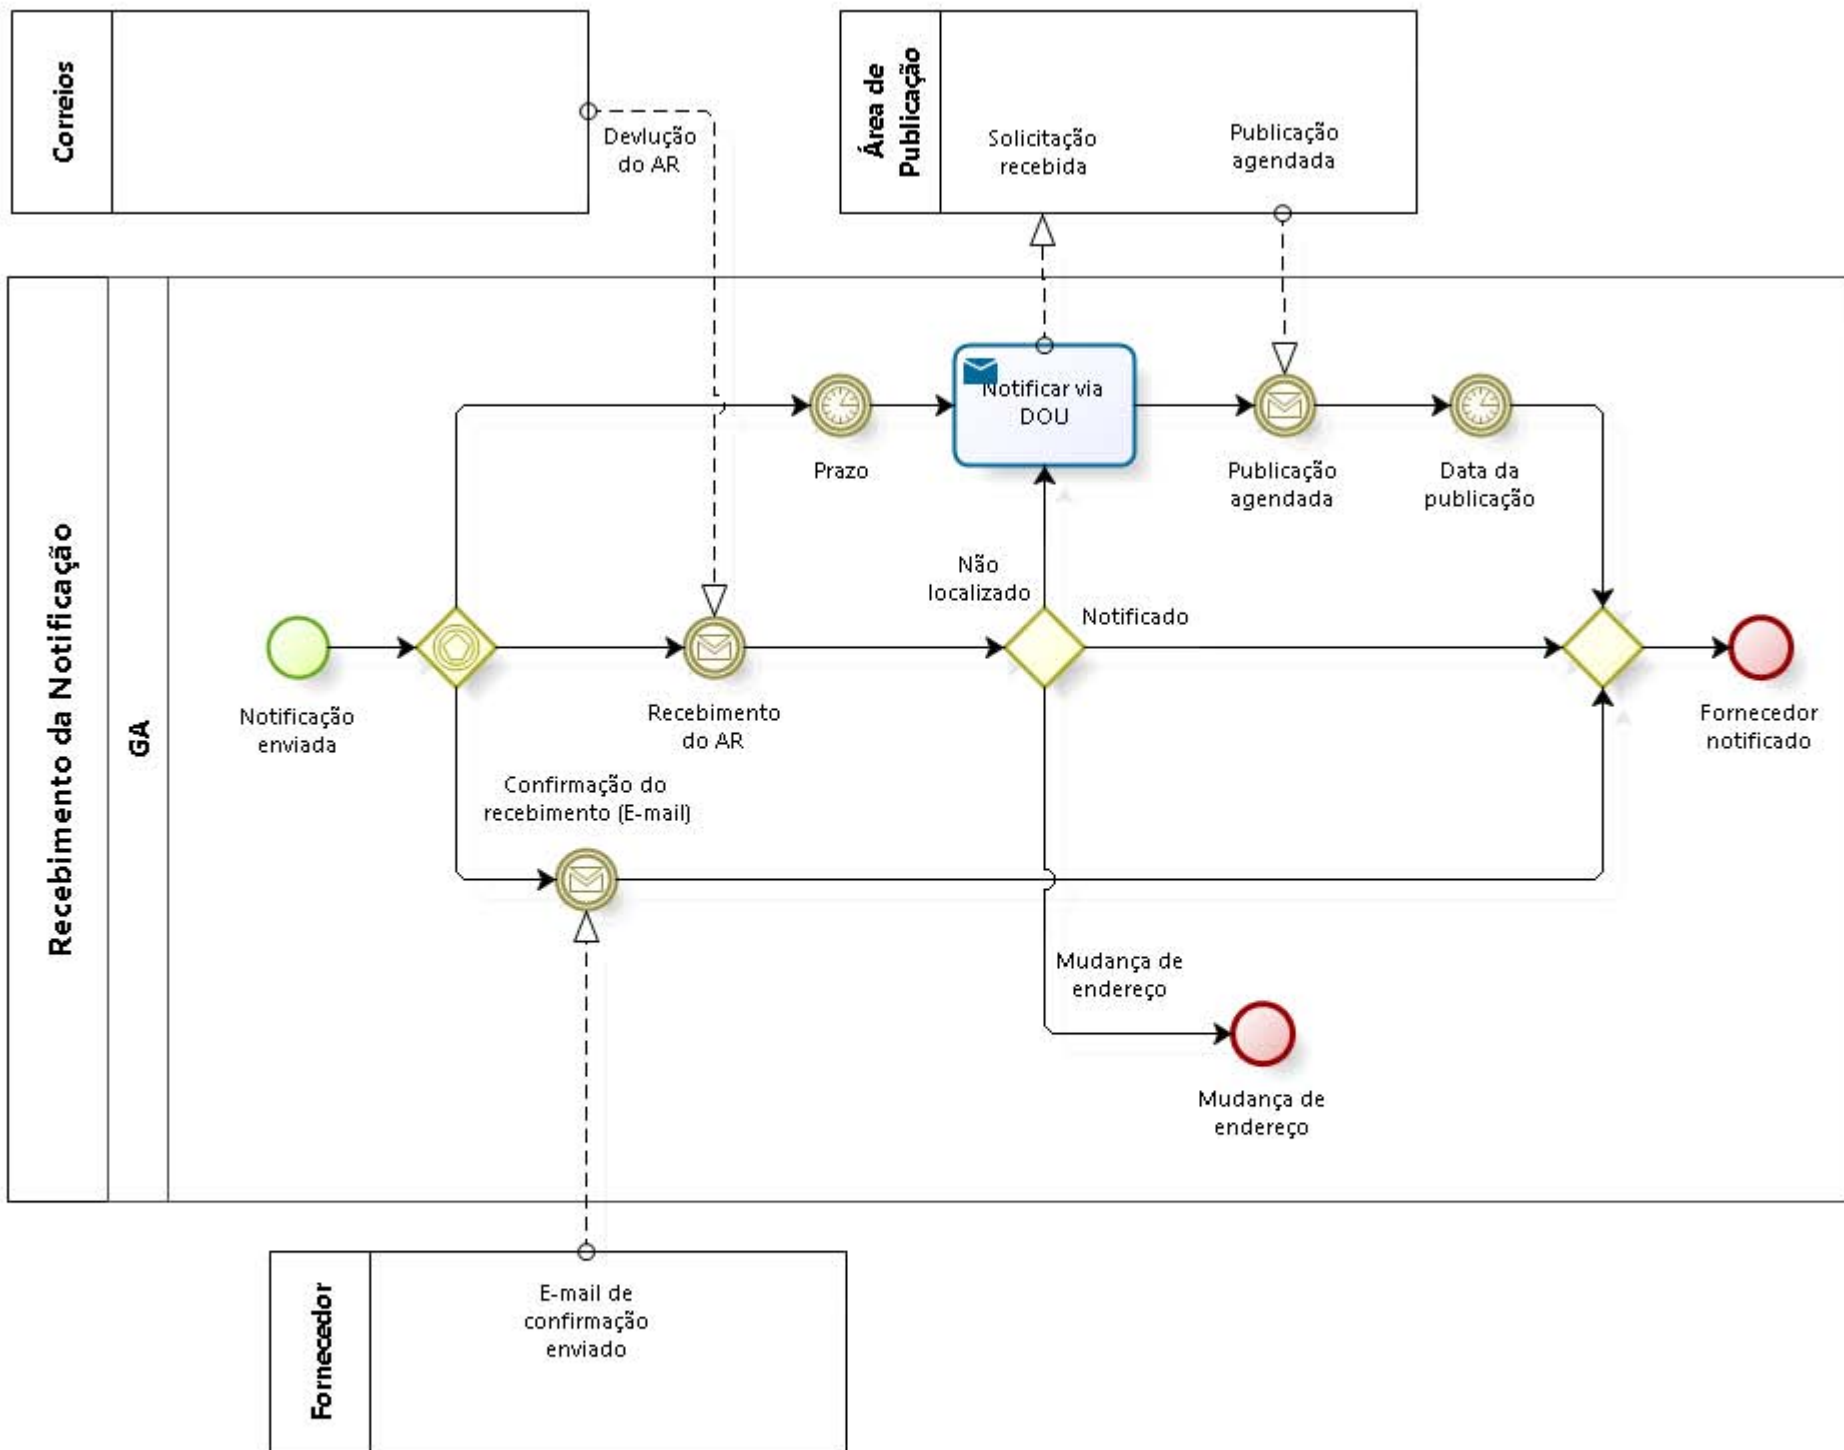 Correios
Devlução
do AR
Área de
Publicação
Solicitação
recebida
Publicação
agendada
Recebimento da Notificação
GA
Notificar via
DOU
Prazo
Publicação
agendada
Data da
publicação
Não
localizado
Notificado
Notificação
enviada
Recebimento
do AR
Fornecedor
notificado
Confirmação do
recebimento (E-mail)
Mudança de
endereço
Mudança de
endereço
Fornecedor
E-mail de
confirmação
enviado